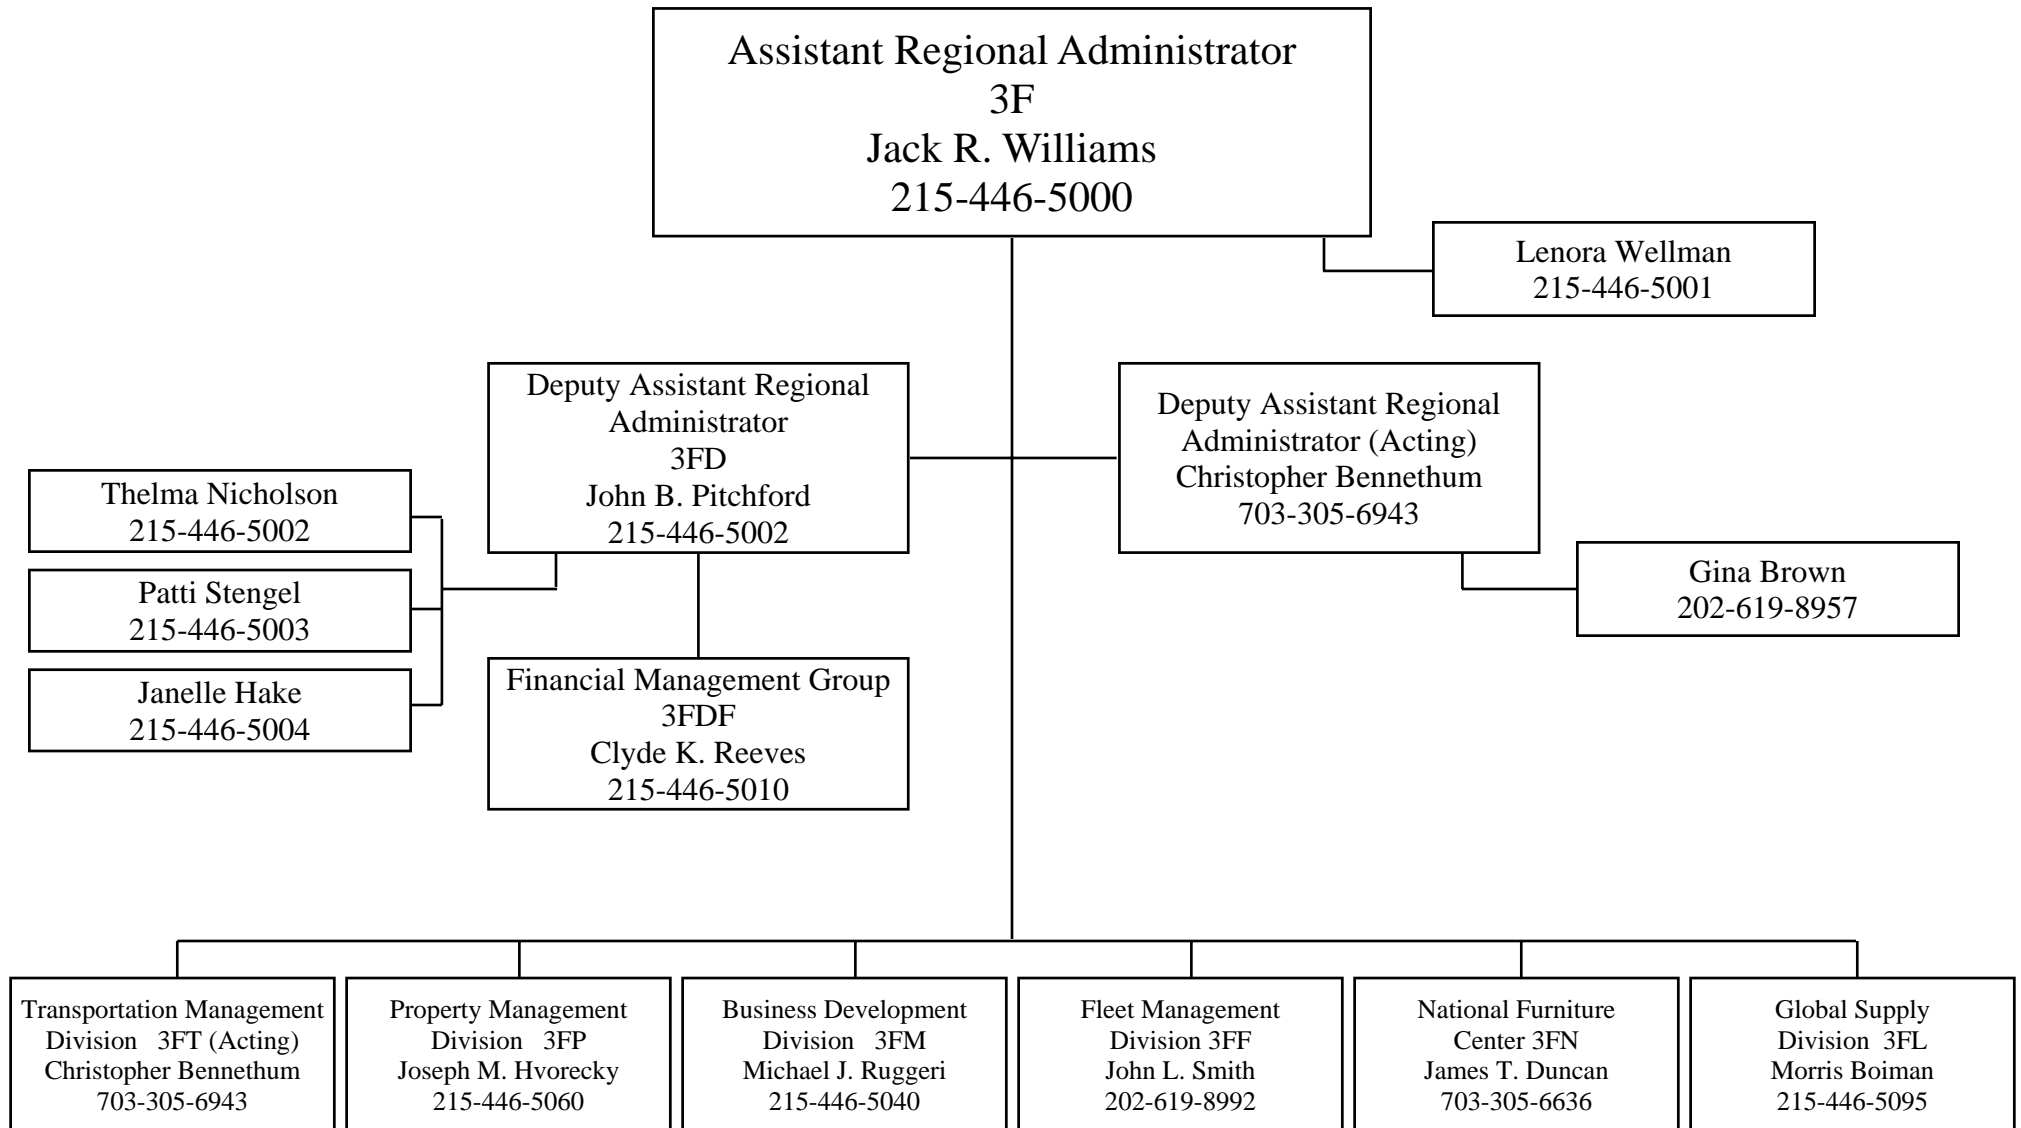 Assistant Regional Administrator
3F
Jack R. Williams
215-446-5000
Lenora Wellman
215-446-5001
Deputy Assistant Regional
Administrator
3FD
John B. Pitchford
215-446-5002
Deputy Assistant Regional
Administrator (Acting)
Christopher Bennethum
703-305-6943
Thelma Nicholson
215-446-5002
Patti Stengel
215-446-5003
Janelle Hake
215-446-5004
Gina Brown
202-619-8957
Financial Management Group
3FDF
Clyde K. Reeves
215-446-5010
Transportation Management
Division   3FT (Acting)
Christopher Bennethum
703-305-6943
Property Management
Division   3FP
Joseph M. Hvorecky
215-446-5060
Business Development
Division   3FM
Michael J. Ruggeri
215-446-5040
Fleet Management
Division 3FF
John L. Smith
202-619-8992
National Furniture
Center 3FN
James T. Duncan
703-305-6636
Global Supply
Division  3FL
Morris Boiman
215-446-5095